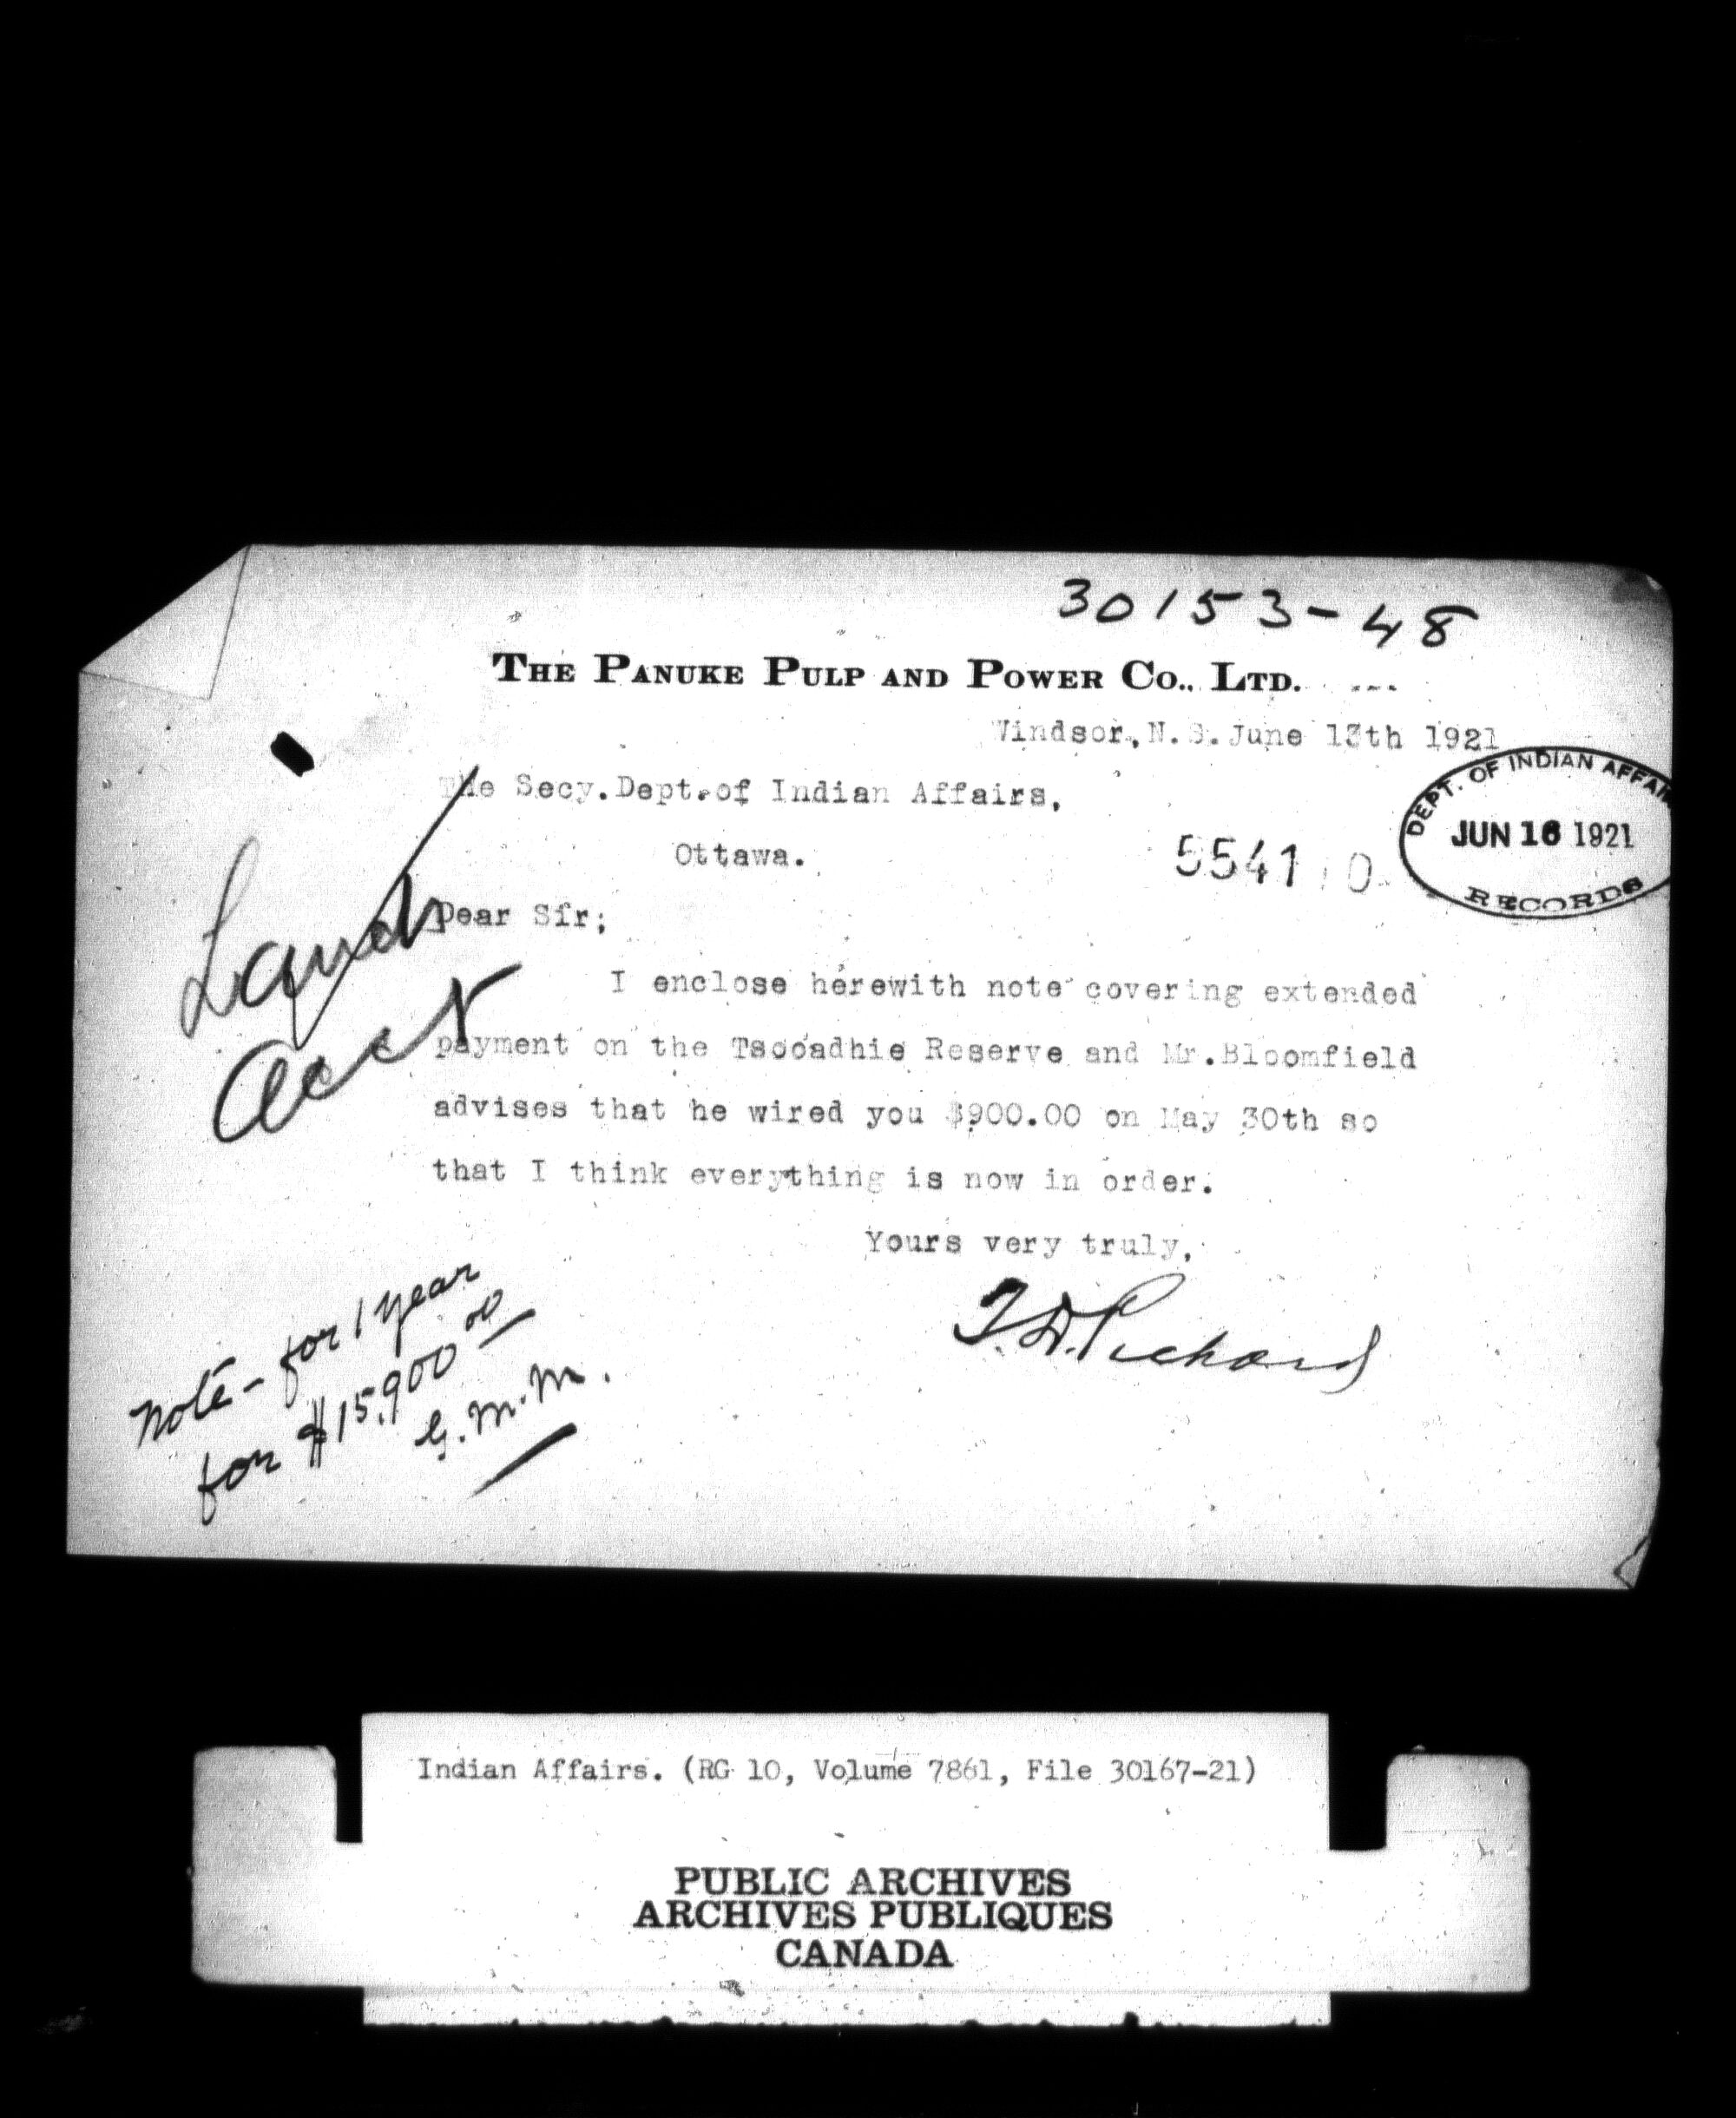 30153-48
THE PANUKE PULP AND POWER CO., LTD.
Windsor, N.S. June 13th 1921
The Secy. Dept. of Indian Affairs,
Ottawa.
DEPT. OF INDIAN AFFAIRS
JUN 16 1921
RECORDS
5541 0
Dear Sir;
Land
Acct
I enclose herewith note covering extended
payment on the Tsooadhie Reserve and Mr. Bloomfield
advises that he wired you $900.00 on May 30th so
that I think everything is now in order.
Yours very truly,
Note - for 1 year
for $15,900 00
G.M.M.
Indian Affairs. (RG 10, Volume 7861, File 30167-21)
PUBLIC ARCHIVES
ARCHIVES PUBLIQUES
CANADA